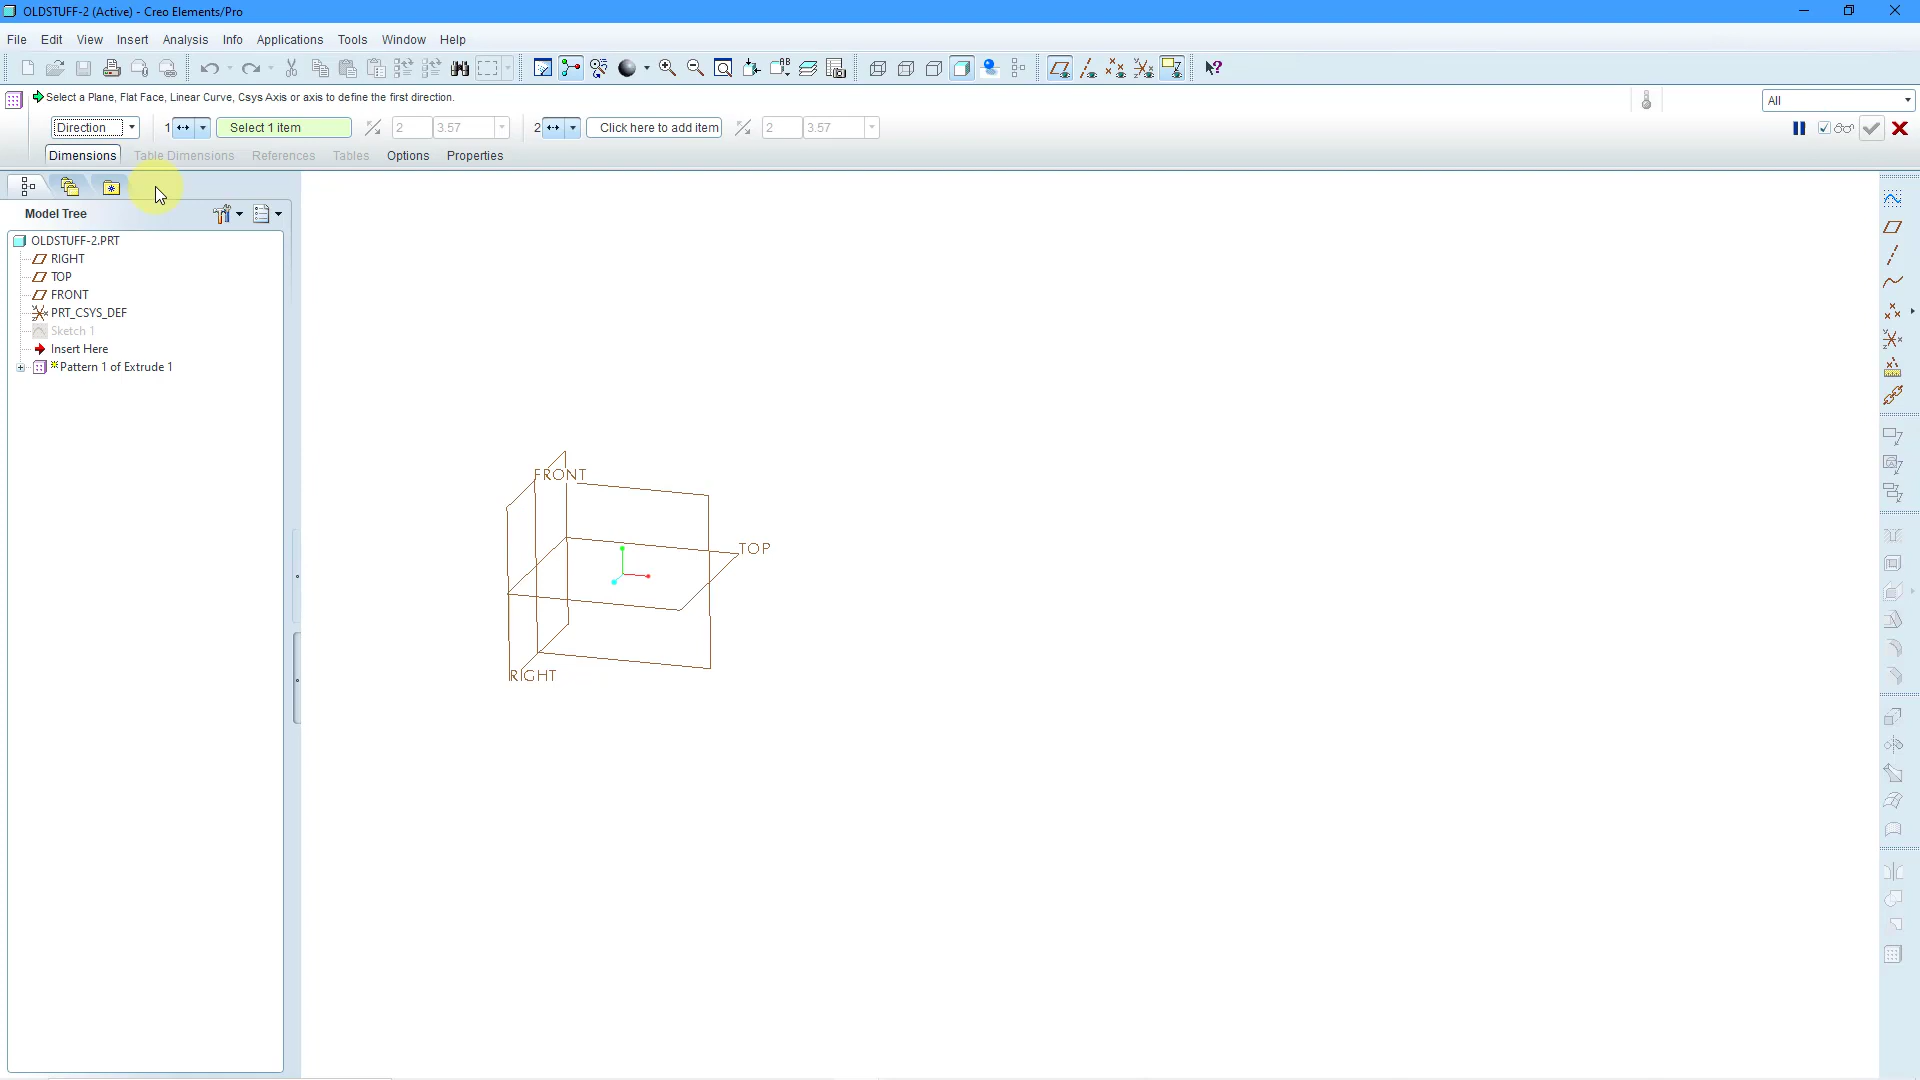 OLDSTUFF-2 (Active) - Creo Elements/Pro
File Edit View Insert Analysis Info Applications Tools Window Help
Select a Plane, Flat Face, Linear Curve, Csys Axis or axis to define the first direction.
All
Direction 1 Select 1 item 2 3.57 2 Click here to add item 2 3.57
Dimensions Table Dimensions References Tables Options Properties
Model Tree
OLDSTUFF-2.PRT
RIGHT
TOP
FRONT
PRT_CSYS_DEF
Sketch 1
Insert Here
Pattern 1 of Extrude 1
FRONT
TOP
RIGHT